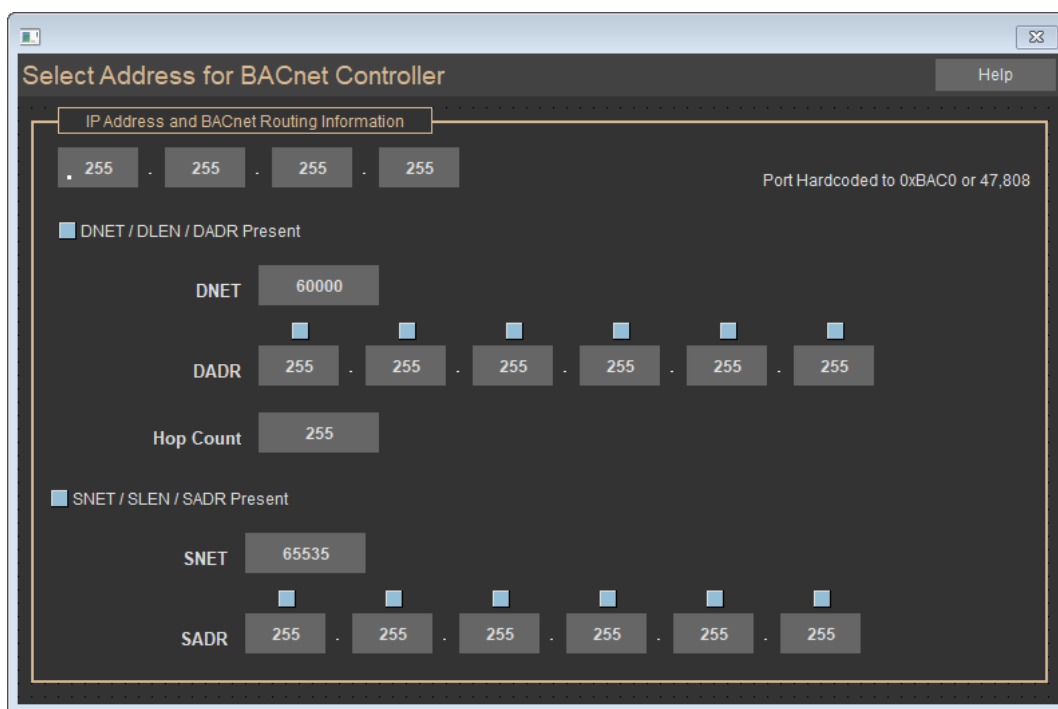 Select Address for BACnet Controller Help
IP Address and BACnet Routing Information
255 . 255 . 255 . 255
Port Hardcoded to 0xBAC0 or 47,808
DNET / DLEN / DADR Present
DNET 60000
DADR 255 . 255 . 255 . 255 . 255 . 255
Hop Count 255
SNET / SLEN / SADR Present
SNET 65535
SADR 255 . 255 . 255 . 255 . 255 . 255